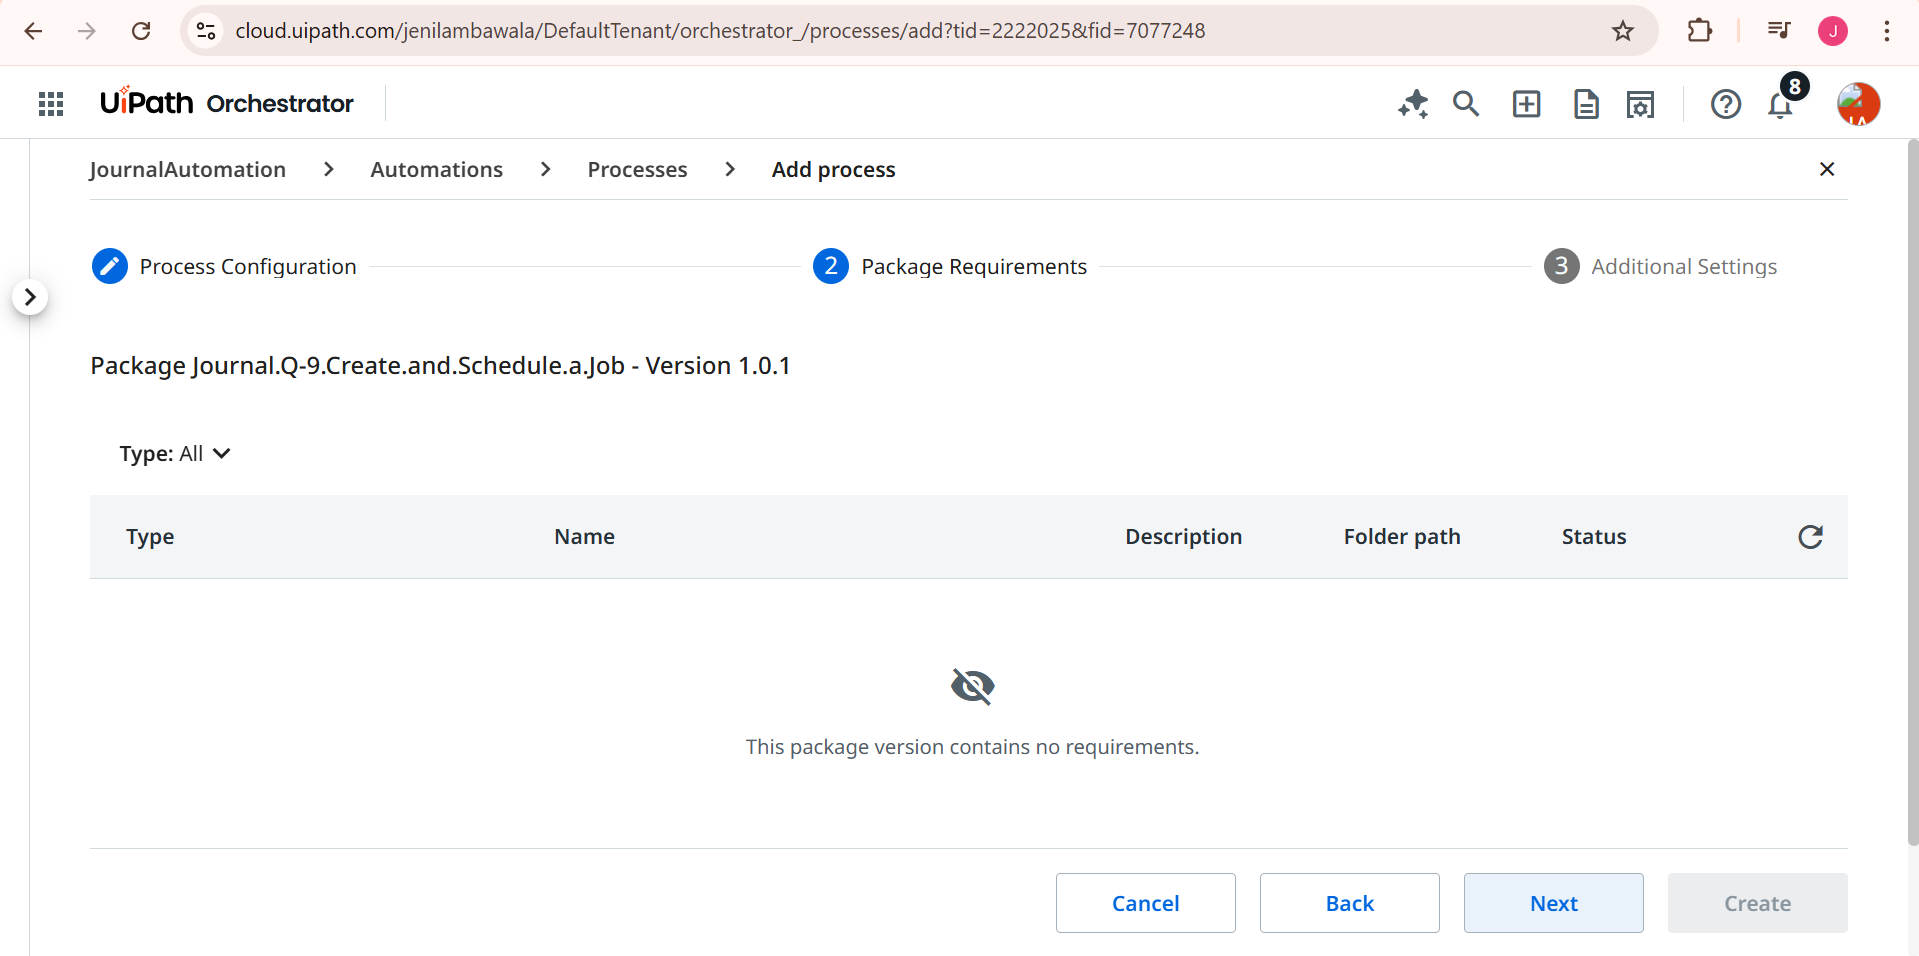 cloud.uipath.com/jenilambawala/DefaultTenant/orchestrator_/processes/add?tid=2222025&fid=7077248
J
UiPath Orchestrator
8
JournalAutomation > Automations > Processes > Add process
Process Configuration
2 Package Requirements
3 Additional Settings
Package Journal.Q-9.Create.and.Schedule.a.Job - Version 1.0.1
Type: All
Type Name Description Folder path Status
This package version contains no requirements.
Cancel Back Next Create